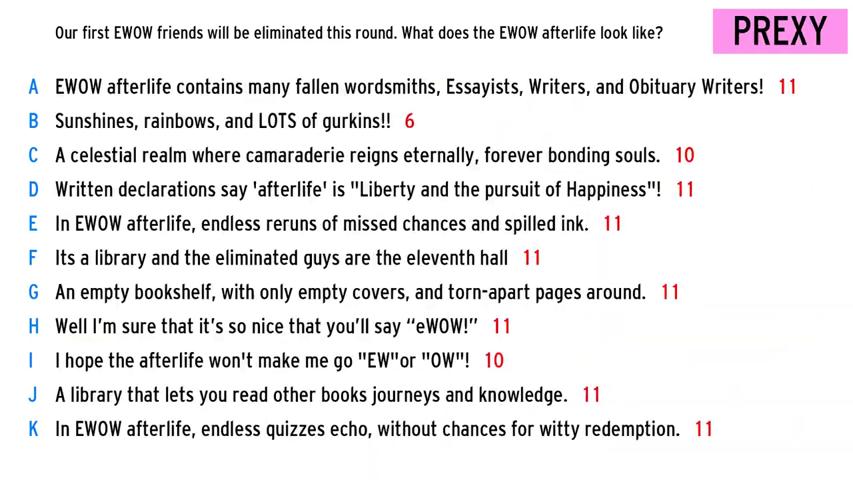 Our first EWOW friends will be eliminated this round. What does the EWOW afterlife look like?
PREXY
A EWOW afterlife contains many fallen wordsmiths, Essayists, Writers, and Obituary Writers! 11
B Sunshines, rainbows, and LOTS of gurkins!! 6
C A celestial realm where camaraderie reigns eternally, forever bonding souls. 10
D Written declarations say 'afterlife' is "Liberty and the pursuit of Happiness"! 11
E In EWOW afterlife, endless reruns of missed chances and spilled ink. 11
F Its a library and the eliminated guys are the eleventh hall 11
G An empty bookshelf, with only empty covers, and torn-apart pages around. 11
H Well I’m sure that it’s so nice that you’ll say “eWOW!” 11
I I hope the afterlife won't make me go "EW"or "OW"! 10
J A library that lets you read other books journeys and knowledge. 11
K In EWOW afterlife, endless quizzes echo, without chances for witty redemption. 11